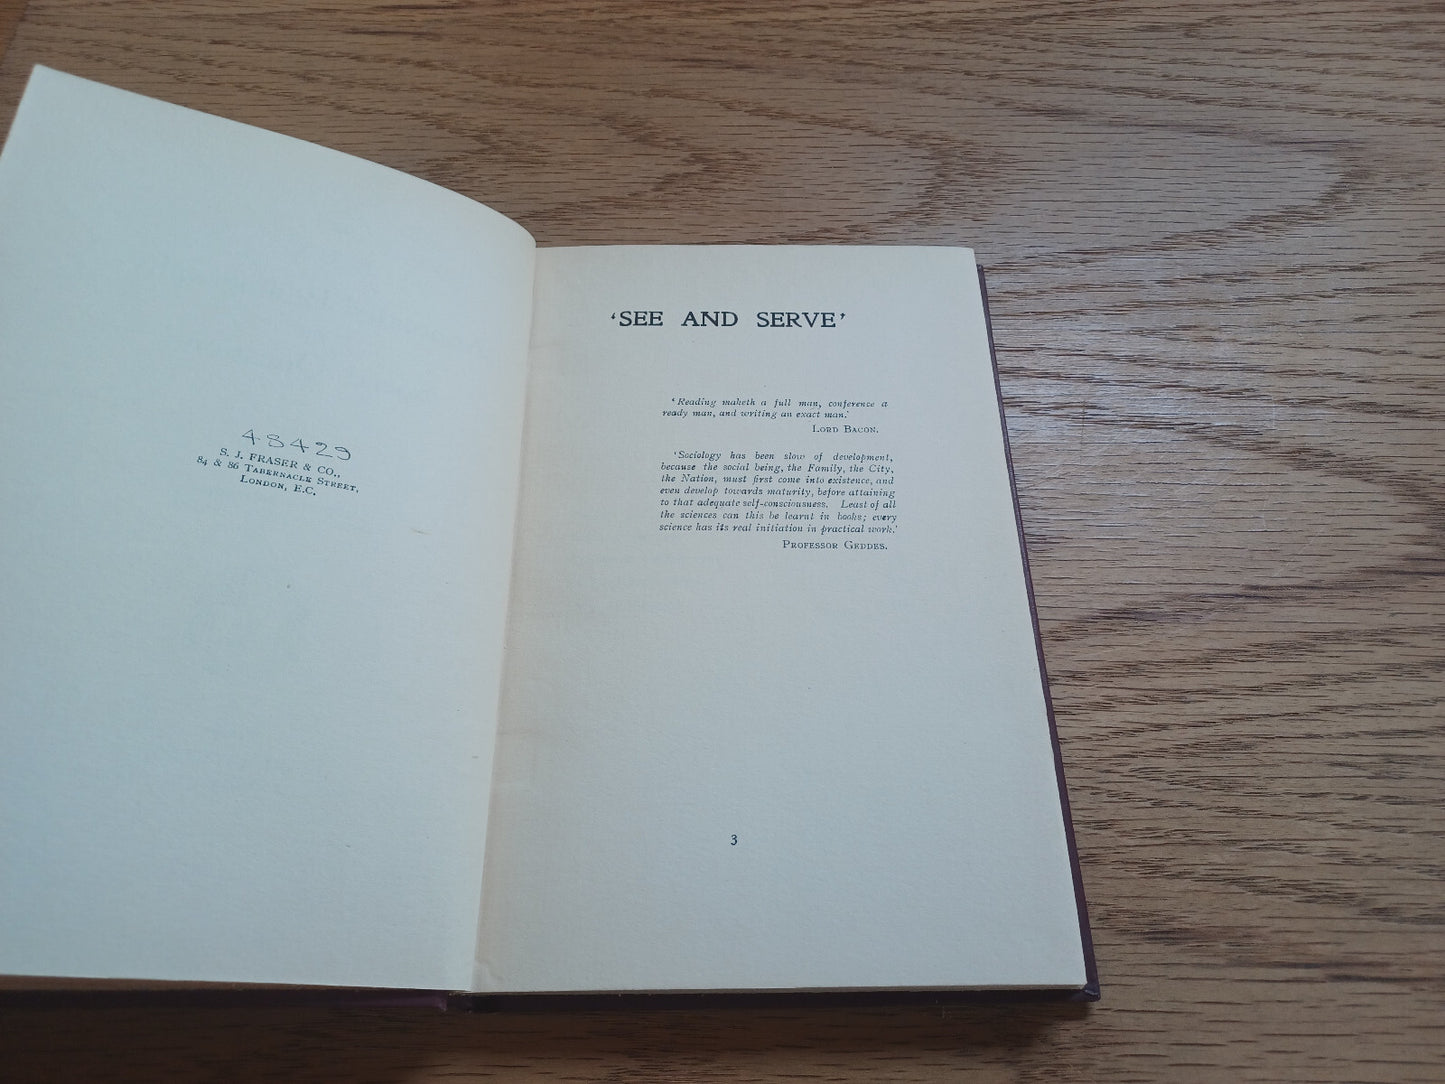 48429
S. J. FRASER & CO.,
84 & 86 TABERNACLE STREET,
LONDON, E.C.
‘SEE AND SERVE’
‘Reading maketh a full man, conference a
ready man, and writing an exact man.’
LORD BACON.
‘Sociology has been slow of development,
because the social being, the Family, the City,
the Nation, must first come into existence, and
even develop towards maturity, before attaining
to that adequate self-consciousness. Least of all
the sciences can this be learnt in books; every
science has its real initiation in practical work.’
PROFESSOR GEDDES.
3